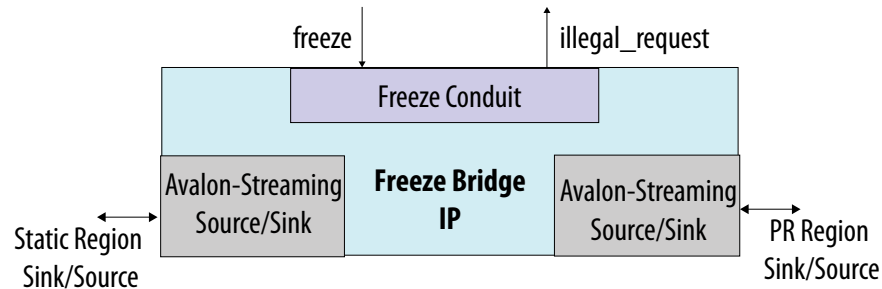 freeze
illegal_request
Freeze Conduit
Avalon-Streaming
Source/Sink
Freeze Bridge
IP
Avalon-Streaming
Source/Sink
Static Region
Sink/Source
PR Region
Sink/Source